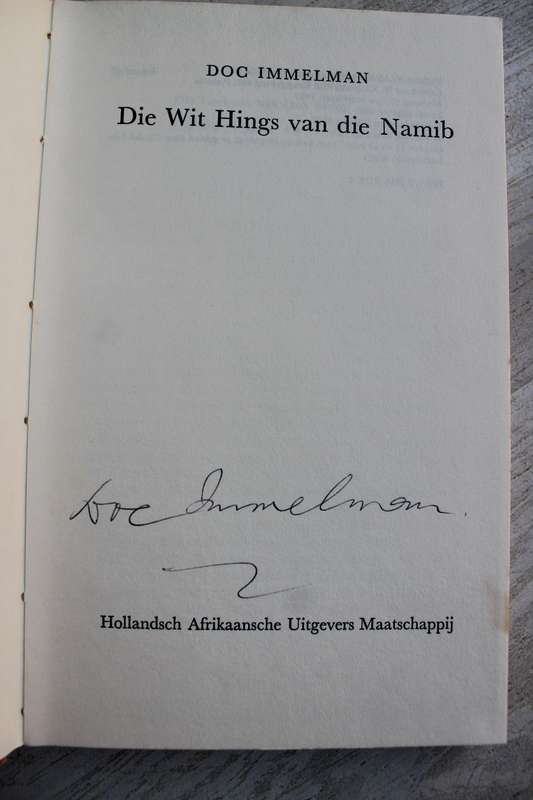 DOC IMMELMAN
Die Wit Hings van die Namib
Doc Immelman.
Hollandsch Afrikaansche Uitgevers Maatschappij